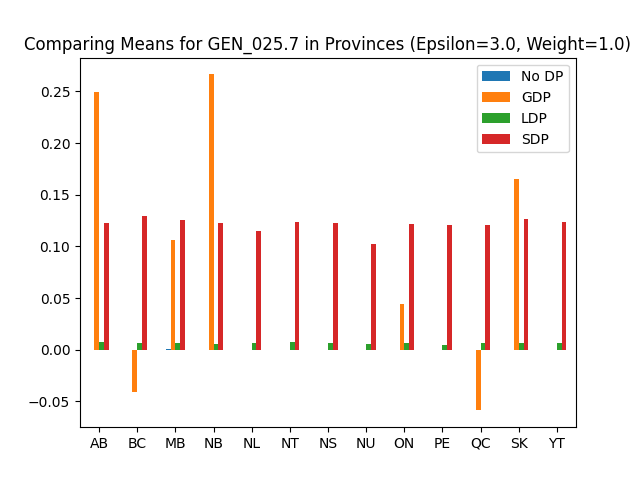 Comparing Means for GEN_025.7 in Provinces (Epsilon=3.0, Weight=1.0)
No DP
GDP
LDP
SDP
0.25
0.20
0.15
0.10
0.05
0.00
−0.05
AB BC MB NB NL NT NS NU ON PE QC SK YT